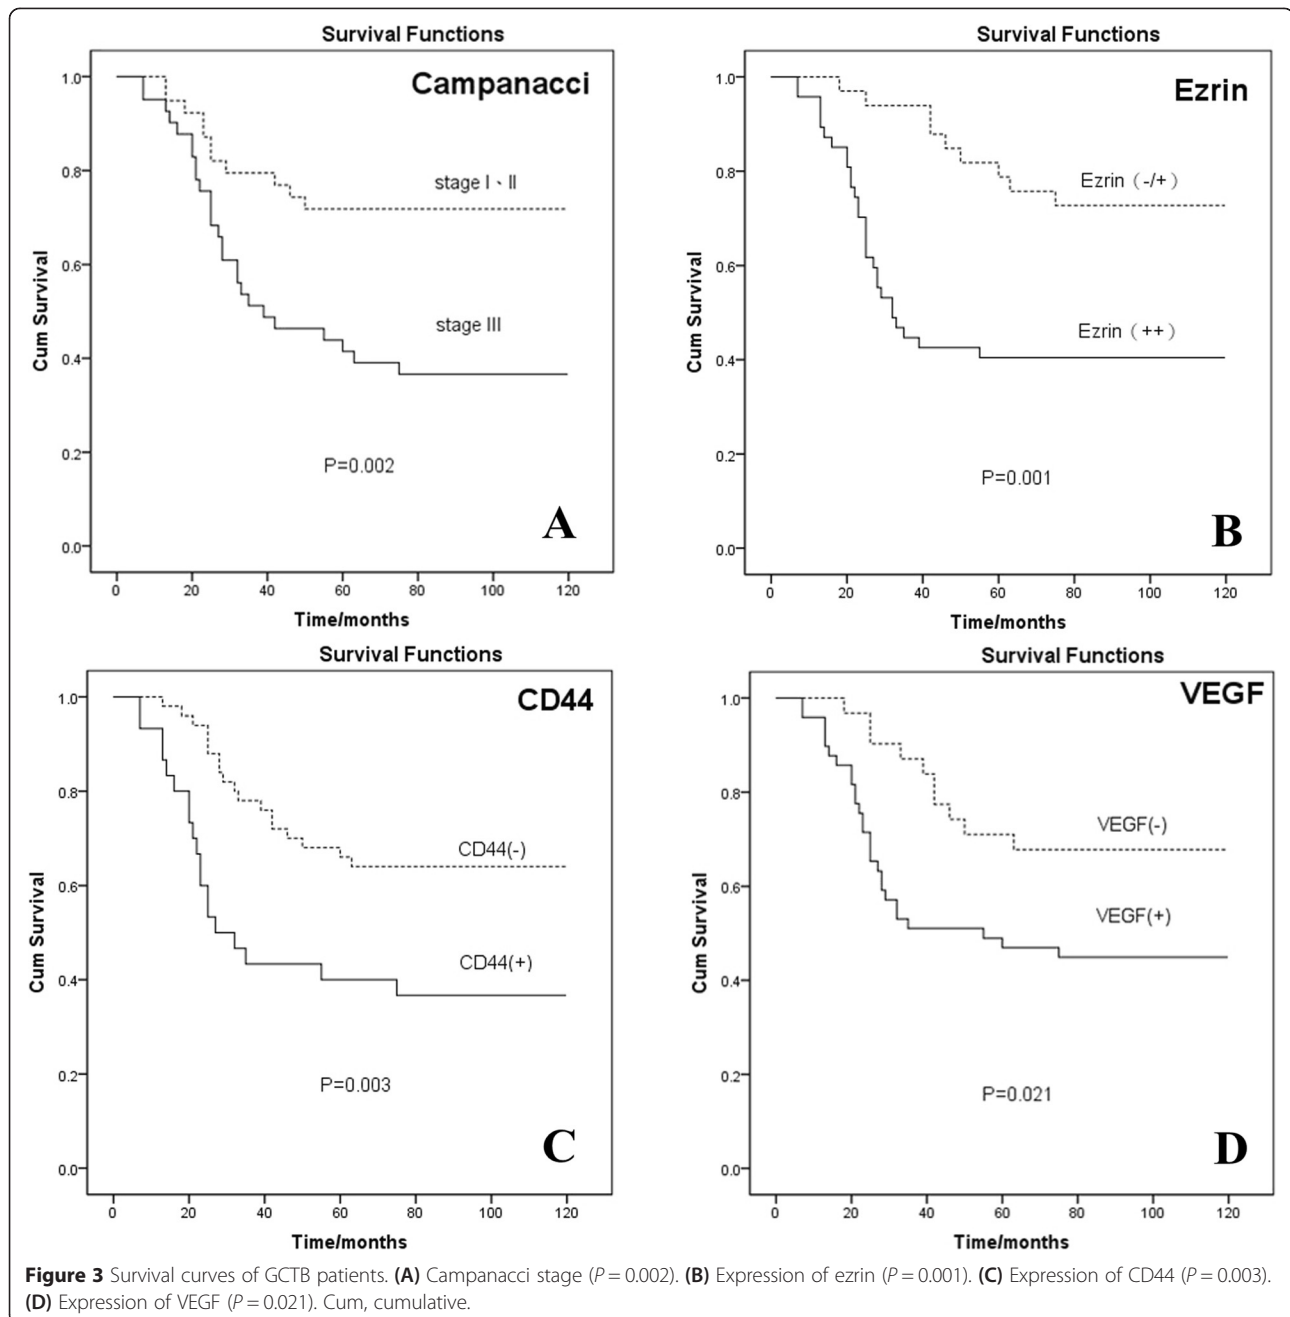 Survival Functions
Campanacci
Cum Survival
1.0
0.8
0.6
0.4
0.2
0.0
stage I、II
stage III
P=0.002
A
0 20 40 60 80 100 120
Time/months
Survival Functions
Ezrin
Cum Survival
1.0
0.8
0.6
0.4
0.2
0.0
Ezrin（-/+）
Ezrin（++）
P=0.001
B
0 20 40 60 80 100 120
Time/months
Survival Functions
CD44
Cum Survival
1.0
0.8
0.6
0.4
0.2
0.0
CD44(-)
CD44(+)
P=0.003
C
0 20 40 60 80 100 120
Time/months
Survival Functions
VEGF
Cum Survival
1.0
0.8
0.6
0.4
0.2
0.0
VEGF(-)
VEGF(+)
P=0.021
D
0 20 40 60 80 100 120
Time/months
Figure 3 Survival curves of GCTB patients. (A) Campanacci stage (P = 0.002). (B) Expression of ezrin (P = 0.001). (C) Expression of CD44 (P = 0.003).
(D) Expression of VEGF (P = 0.021). Cum, cumulative.